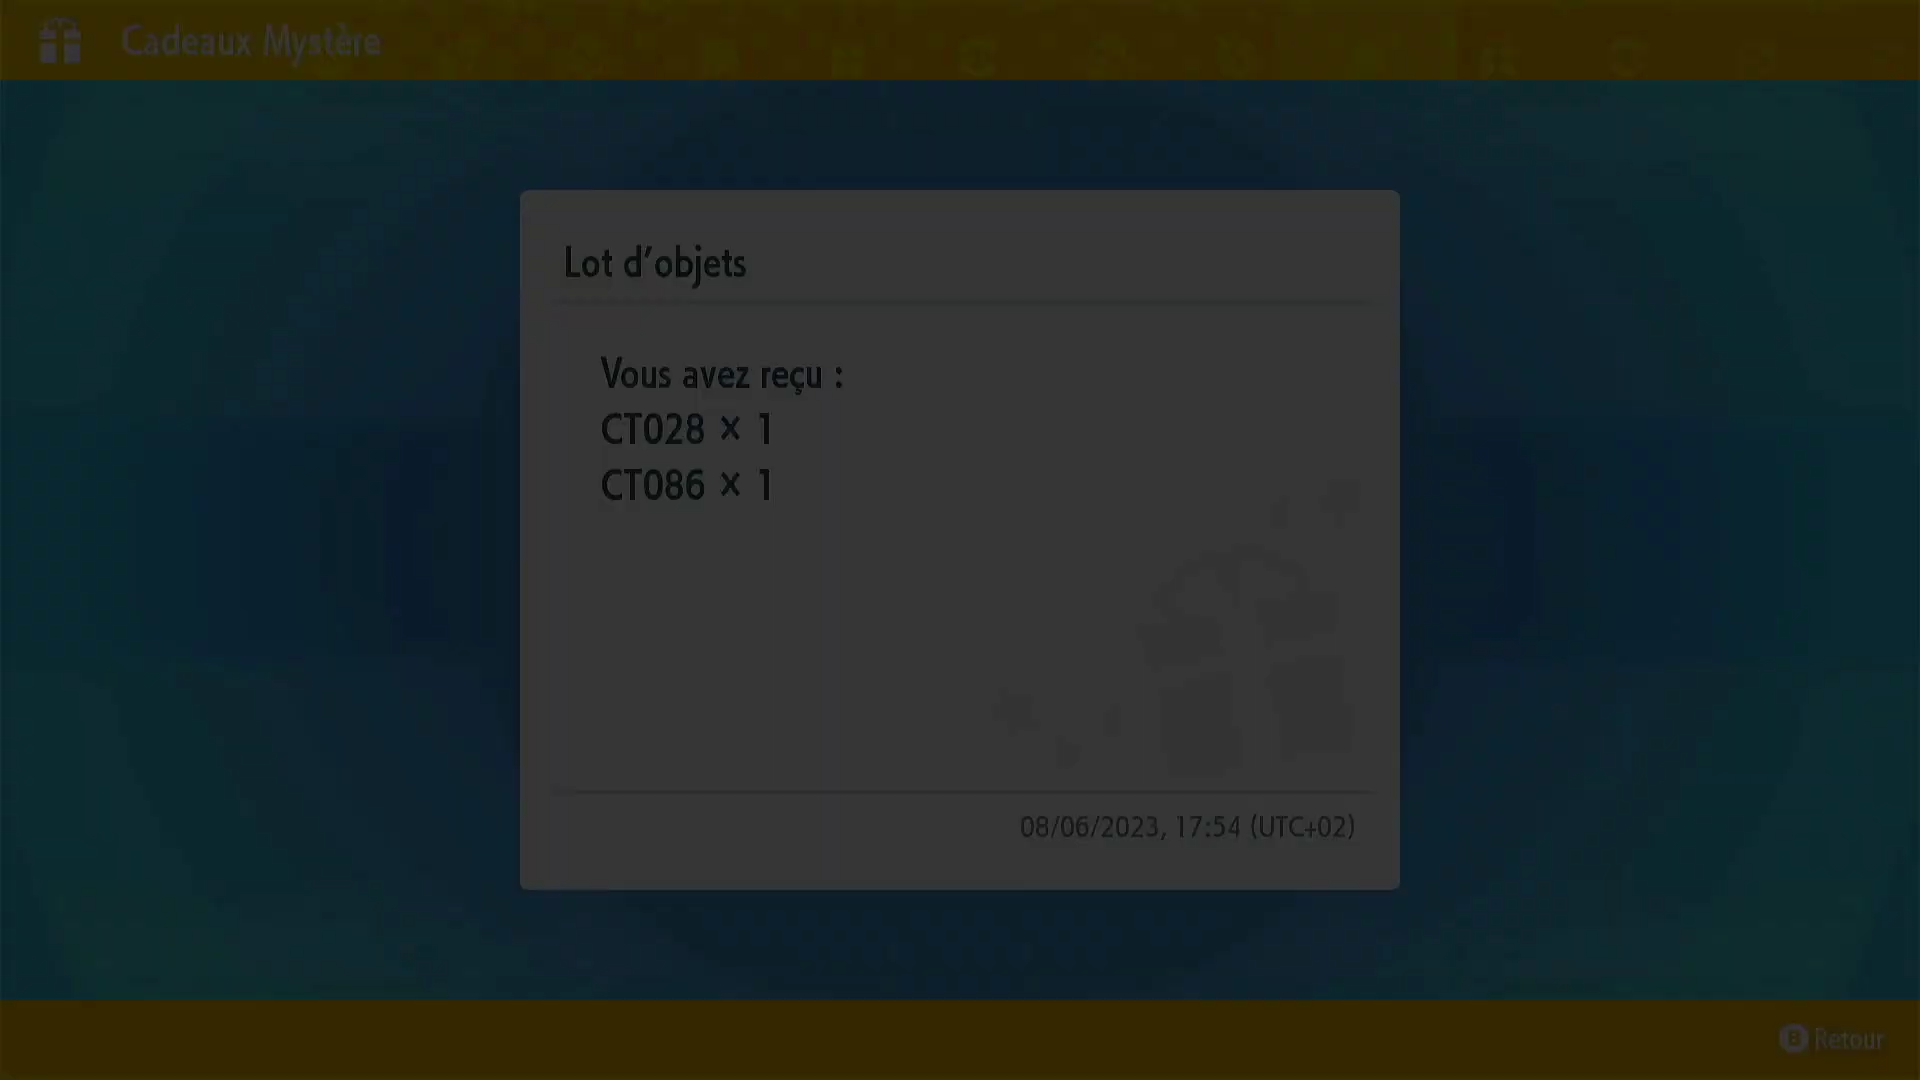 Cadeaux Mystère
Lot d’objets
Vous avez reçu :
CT028 × 1
CT086 × 1
08/06/2023, 17:54 (UTC+02)
B Retour